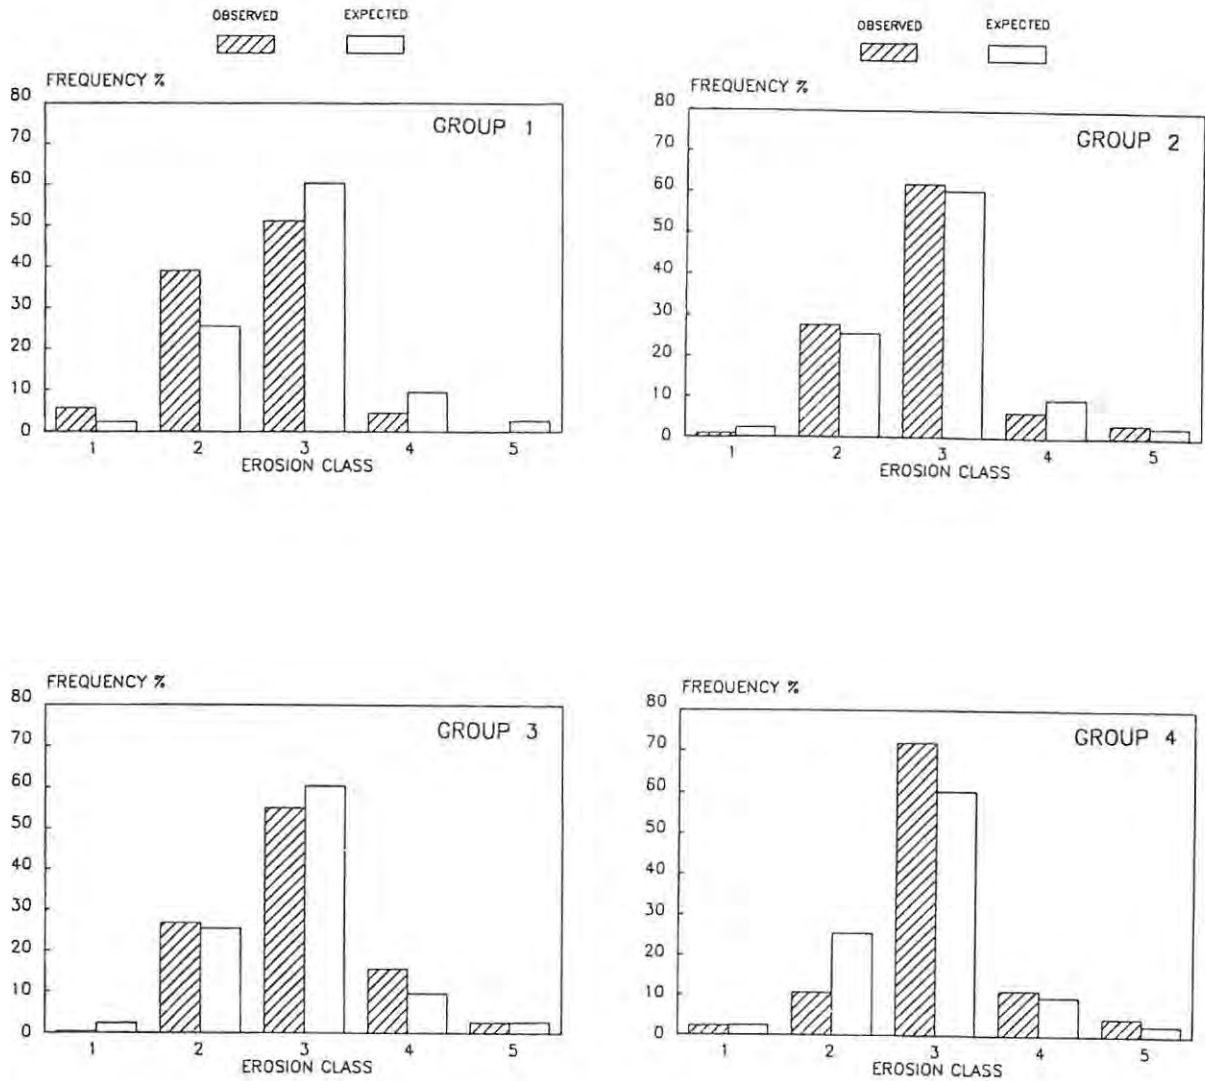 OBSERVED EXPECTED
FREQUENCY %
GROUP 1
80
70
60
50
40
30
20
10
0
1 2 3 4 5
EROSION CLASS
OBSERVED EXPECTED
FREQUENCY %
GROUP 2
80
70
60
50
40
30
20
10
0
1 2 3 4 5
EROSION CLASS
FREQUENCY %
GROUP 3
80
70
60
50
40
30
20
10
0
1 2 3 4 5
EROSION CLASS
FREQUENCY %
GROUP 4
80
70
60
50
40
30
20
10
0
1 2 3 4 5
EROSION CLASS